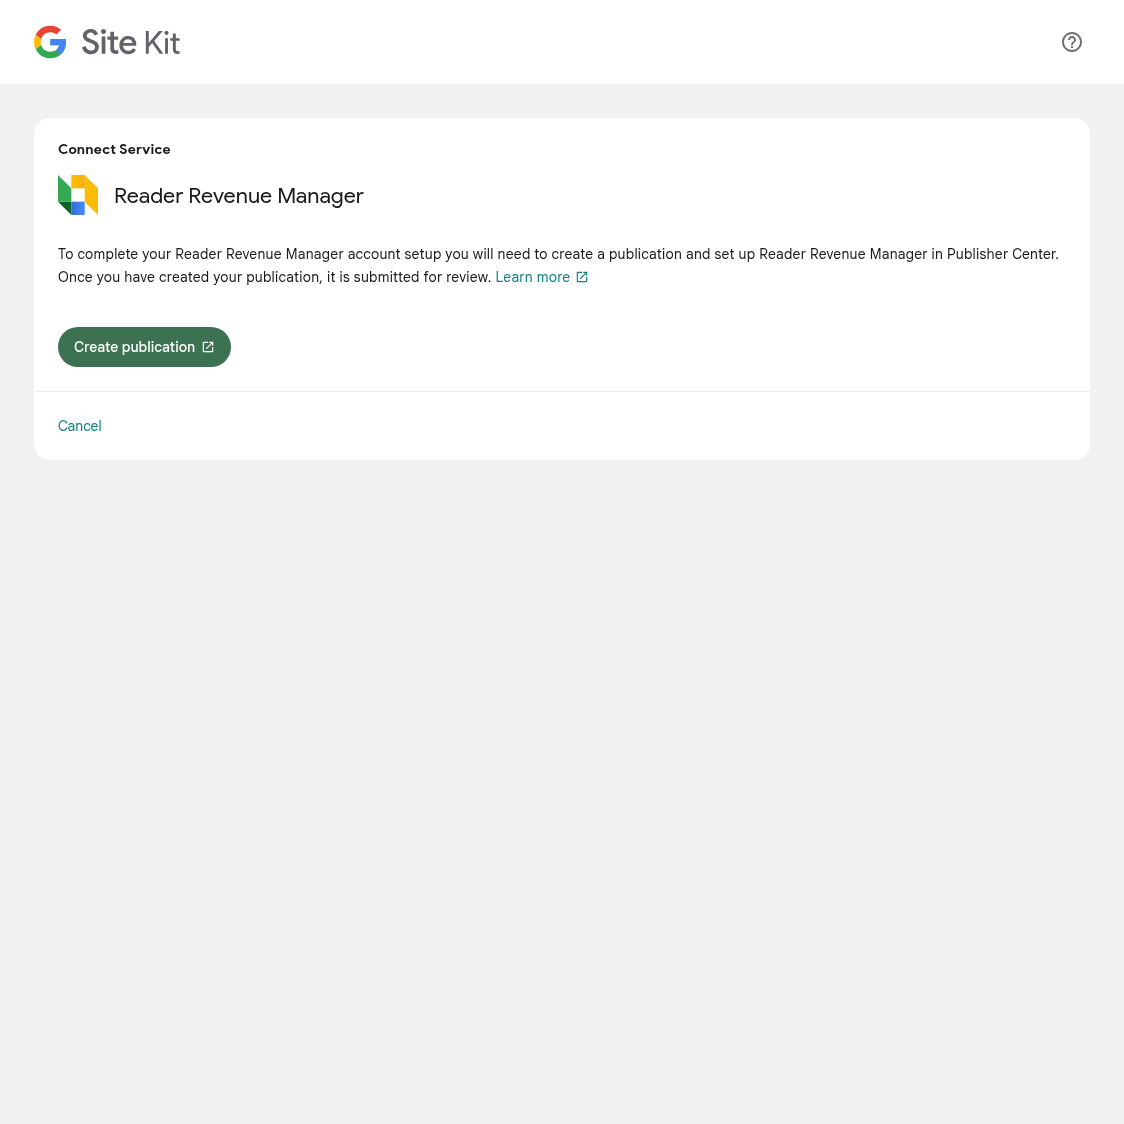 Site Kit
Connect Service
Reader Revenue Manager
To complete your Reader Revenue Manager account setup you will need to create a publication and set up Reader Revenue Manager in Publisher Center.
Once you have created your publication, it is submitted for review. Learn more
Create publication
Cancel